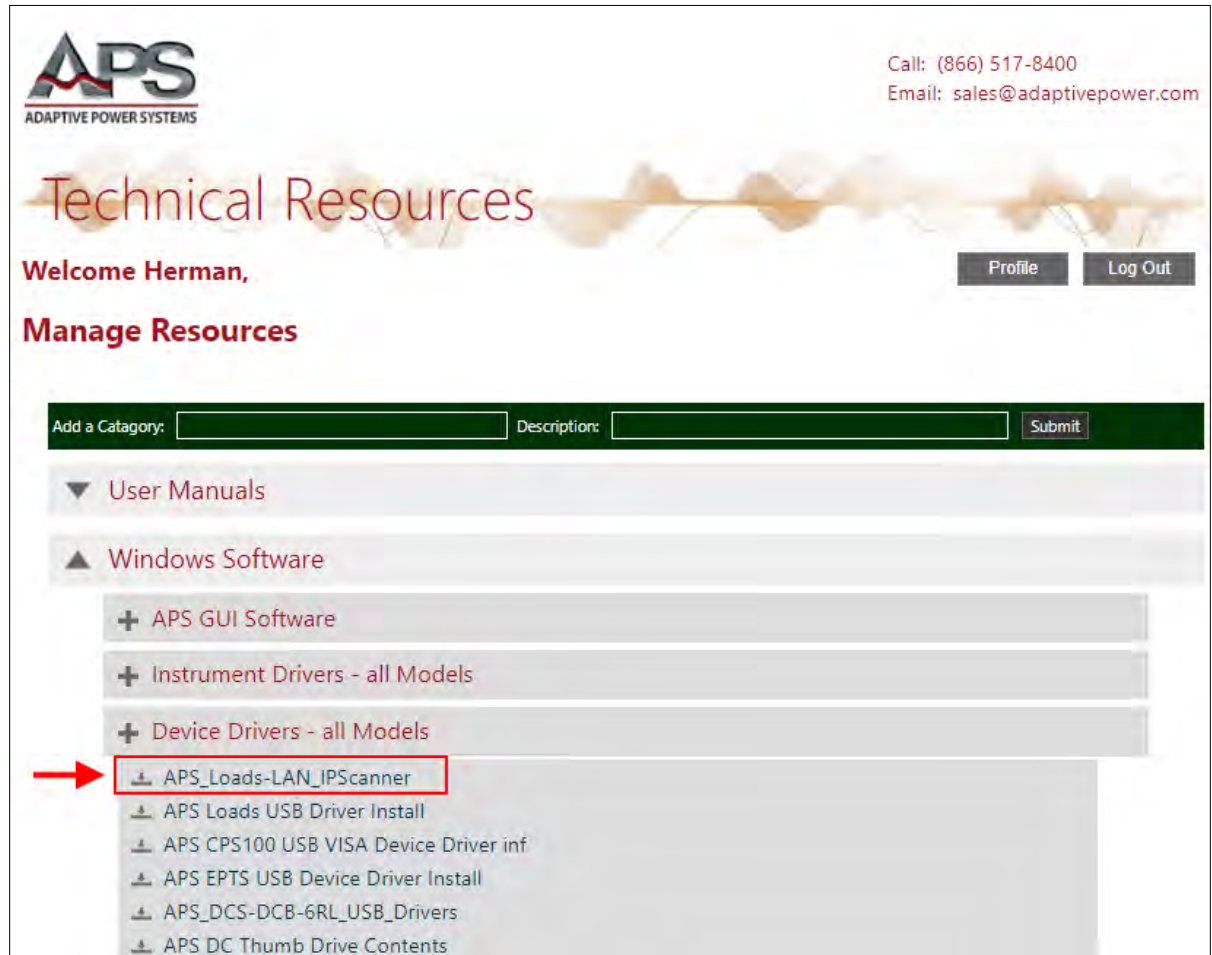 APS
ADAPTIVE POWER SYSTEMS
Call: (866) 517-8400
Email: sales@adaptivepower.com
Technical Resources
Welcome Herman,
Profile
Log Out
Manage Resources
Add a Catagory:
Description:
Submit
User Manuals
Windows Software
APS GUI Software
Instrument Drivers - all Models
Device Drivers - all Models
APS_Loads-LAN_IPScanner
APS Loads USB Driver Install
APS CPS100 USB VISA Device Driver inf
APS EPTS USB Device Driver Install
APS_DCS-DCB-6RL_USB_Drivers
APS DC Thumb Drive Contents